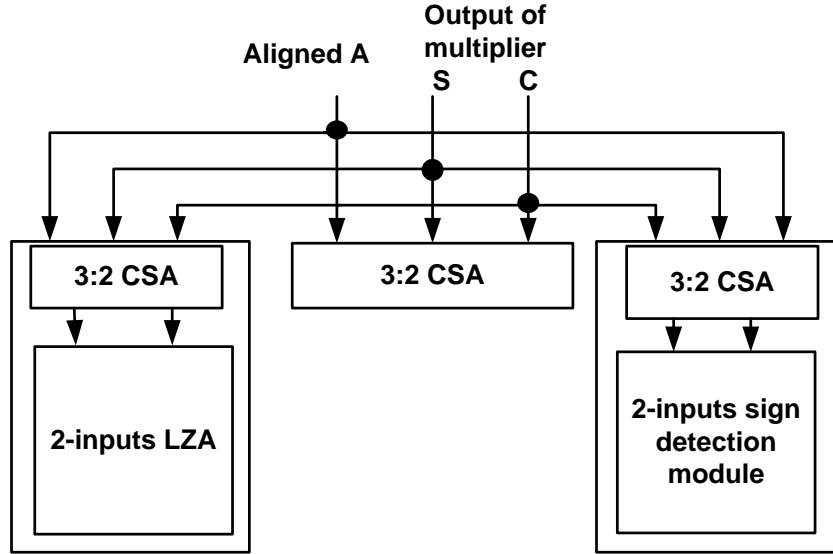 Output of
multiplier
Aligned A
S C
3:2 CSA
3:2 CSA
3:2 CSA
2-inputs LZA
2-inputs sign
detection
module